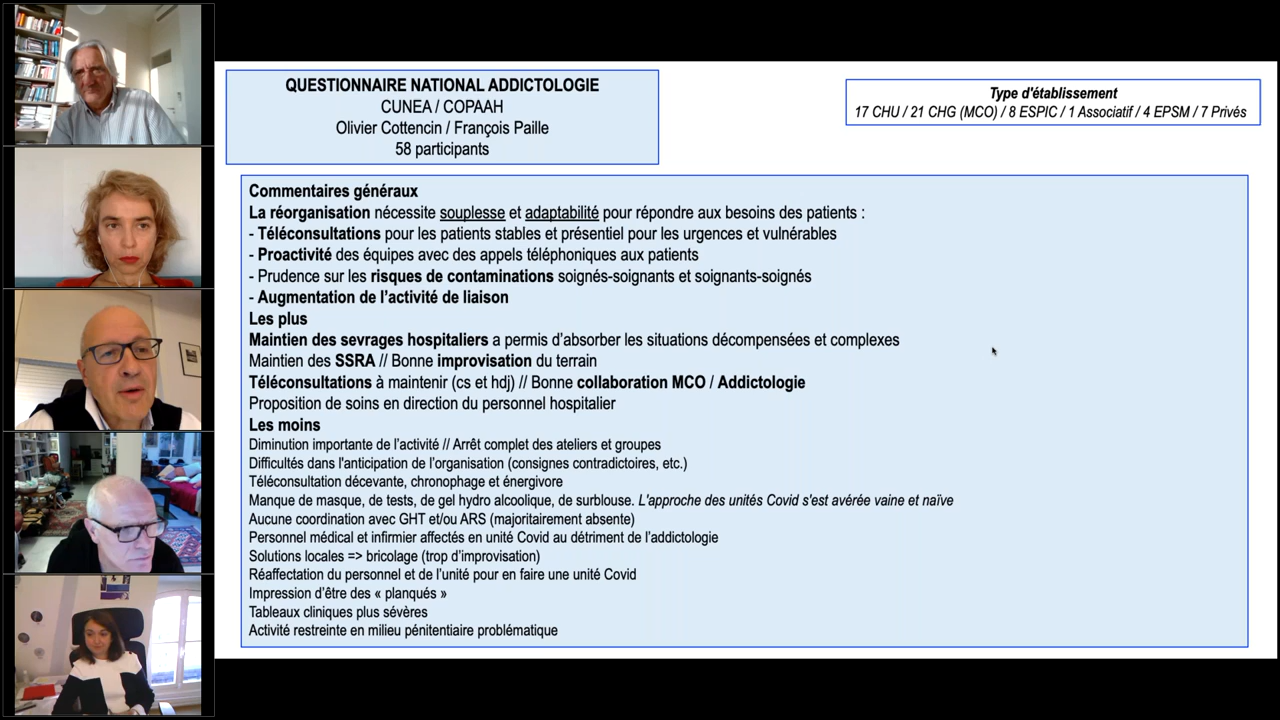 QUESTIONNAIRE NATIONAL ADDICTOLOGIE
CUNEA / COPAAH
Olivier Cottencin / François Paille
58 participants
Type d'établissement
17 CHU / 21 CHG (MCO) / 8 ESPIC / 1 Associatif / 4 EPSM / 7 Privés
Commentaires généraux
La réorganisation nécessite souplesse et adaptabilité pour répondre aux besoins des patients :
- Téléconsultations pour les patients stables et présentiel pour les urgences et vulnérables
- Proactivité des équipes avec des appels téléphoniques aux patients
- Prudence sur les risques de contaminations soignés-soignants et soignants-soignés
- Augmentation de l'activité de liaison
Les plus
Maintien des sevrages hospitaliers a permis d'absorber les situations décompensées et complexes
Maintien des SSRA // Bonne improvisation du terrain
Téléconsultations à maintenir (cs et hdj) // Bonne collaboration MCO / Addictologie
Proposition de soins en direction du personnel hospitalier
Les moins
Diminution importante de l'activité // Arrêt complet des ateliers et groupes
Difficultés dans l'anticipation de l'organisation (consignes contradictoires, etc.)
Téléconsultation décevante, chronophage et énergivore
Manque de masque, de tests, de gel hydro alcoolique, de surblouse. L'approche des unités Covid s'est avérée vaine et naïve
Aucune coordination avec GHT et/ou ARS (majoritairement absente)
Personnel médical et infirmier affectés en unité Covid au détriment de l'addictologie
Solutions locales => bricolage (trop d'improvisation)
Réaffectation du personnel et de l'unité pour en faire une unité Covid
Impression d'être des « planqués »
Tableaux cliniques plus sévères
Activité restreinte en milieu pénitentiaire problématique